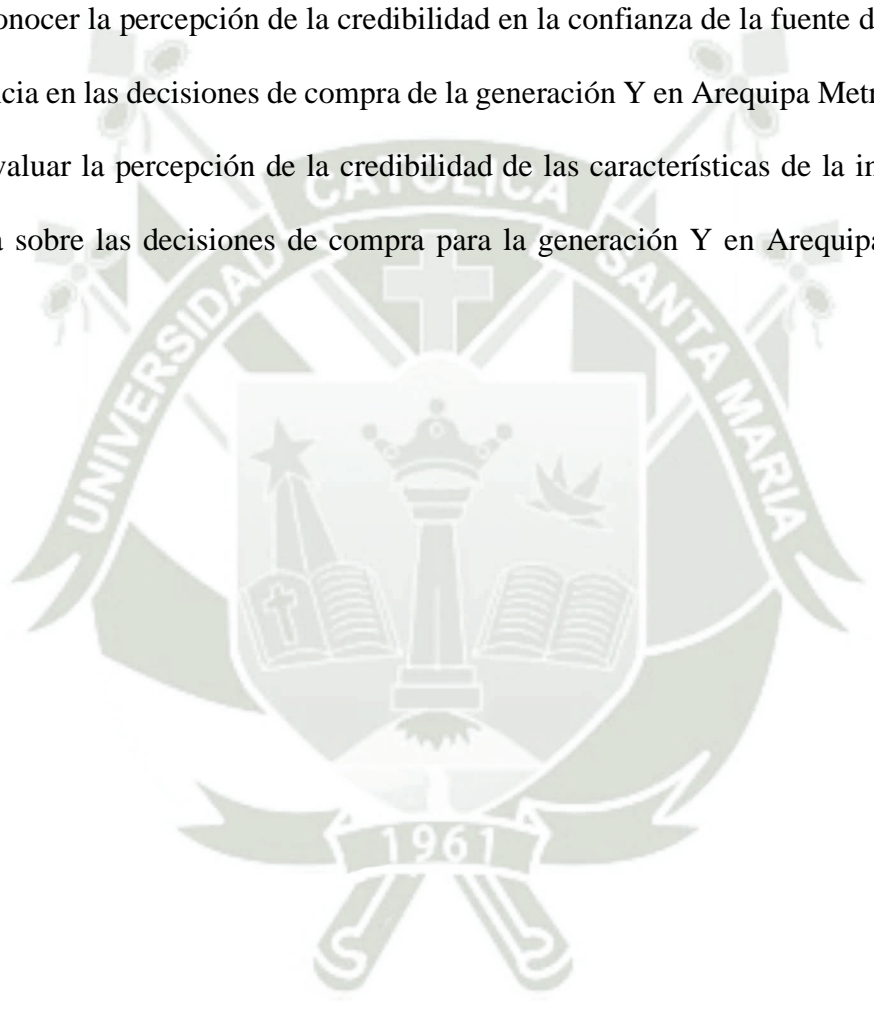 onocer la percepción de la credibilidad en la confianza de la fuente d
cia en las decisiones de compra de la generación Y en Arequipa Metr
valuar la percepción de la credibilidad de las características de la in
sobre las decisiones de compra para la generación Y en Arequipa
UNIVERSIDAD CATÓLICA SANTA MARIA
1961